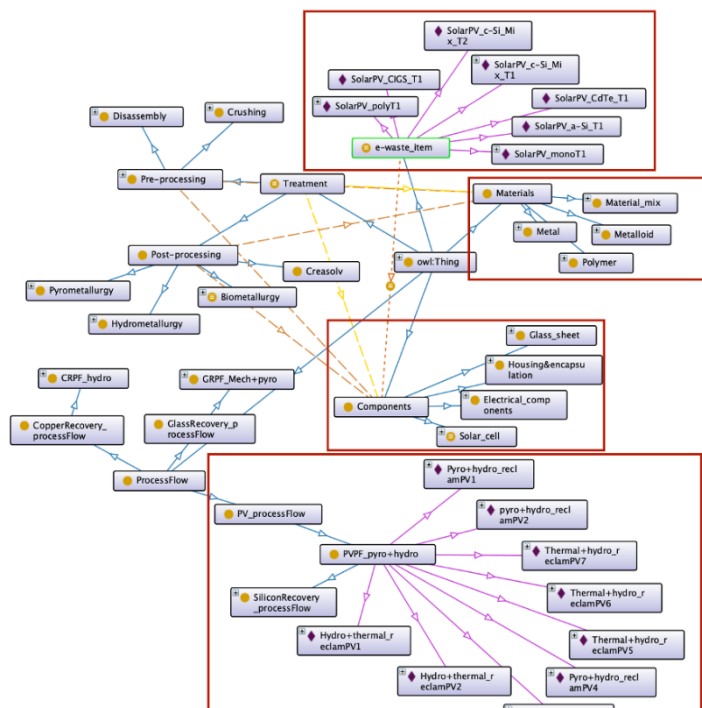 SolarPV_c-Si_Mi
x_T2
SolarPV_c-Si_Mi
x_T1
SolarPV_CIGS_T1
SolarPV_CdTe_T1
SolarPV_polyT1
SolarPV_a-Si_T1
e-waste_item
SolarPV_monoT1
Disassembly
Crushing
Pre-processing
Treatment
Materials
Material_mix
Metal
Metalloid
Polymer
Post-processing
Creasolv
owl:Thing
Pyrometallurgy
Biometallurgy
Hydrometallurgy
Glass_sheet
Housing&encapsu
lation
Electrical_comp
onents
Components
Solar_cell
CRPF_hydro
GRPF_Mech+pyro
CopperRecovery_
processFlow
GlassRecovery_p
rocessFlow
ProcessFlow
PV_processFlow
Pyro+hydro_recl
amPV1
pyro+hydro_recl
amPV2
PVPF_pyro+hydro
Thermal+hydro_r
eclamPV7
SiliconRecovery
_processFlow
Thermal+hydro_r
eclamPV6
Hydro+thermal_r
eclamPV1
Thermal+hydro_r
eclamPV5
Hydro+thermal_r
eclamPV2
Pyro+hydro_recl
amPV4